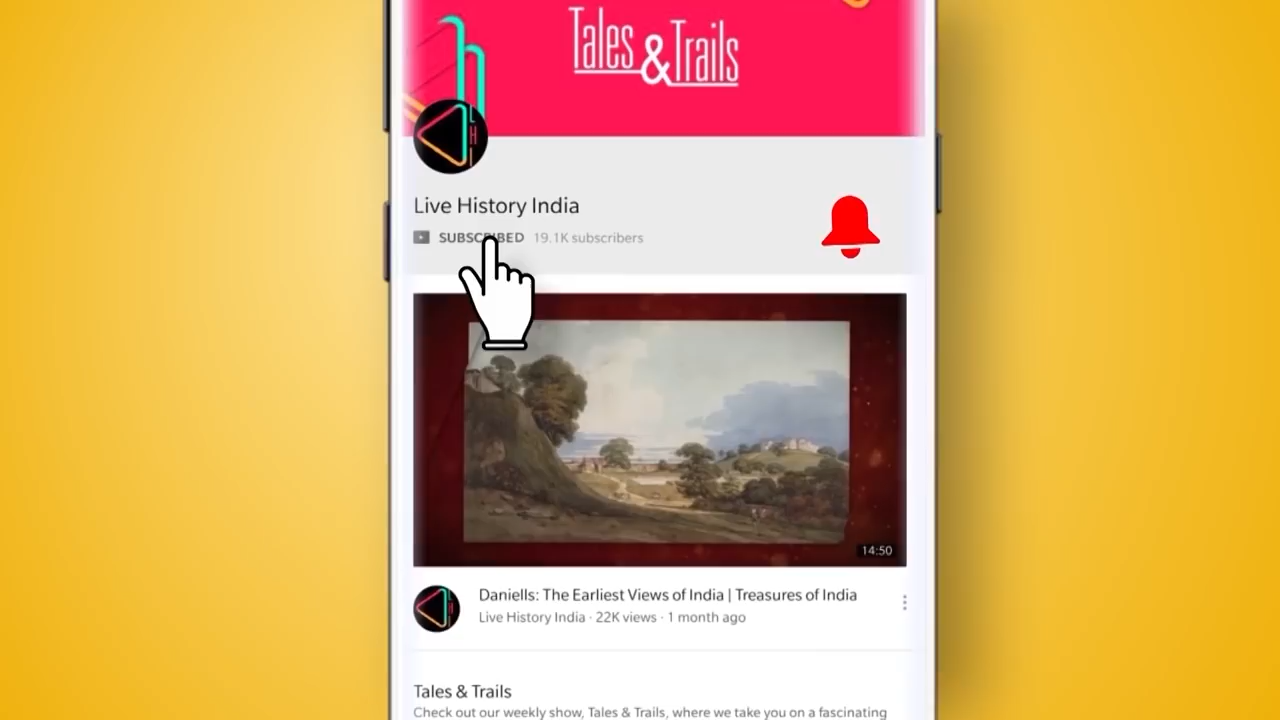 Tales & Trails
Live History India
SUBSCRIBED 19.1K subscribers
14:50
Daniells: The Earliest Views of India | Treasures of India
Live History India · 22K views · 1 month ago
Tales & Trails
Check out our weekly show, Tales & Trails, where we take you on a fascinating